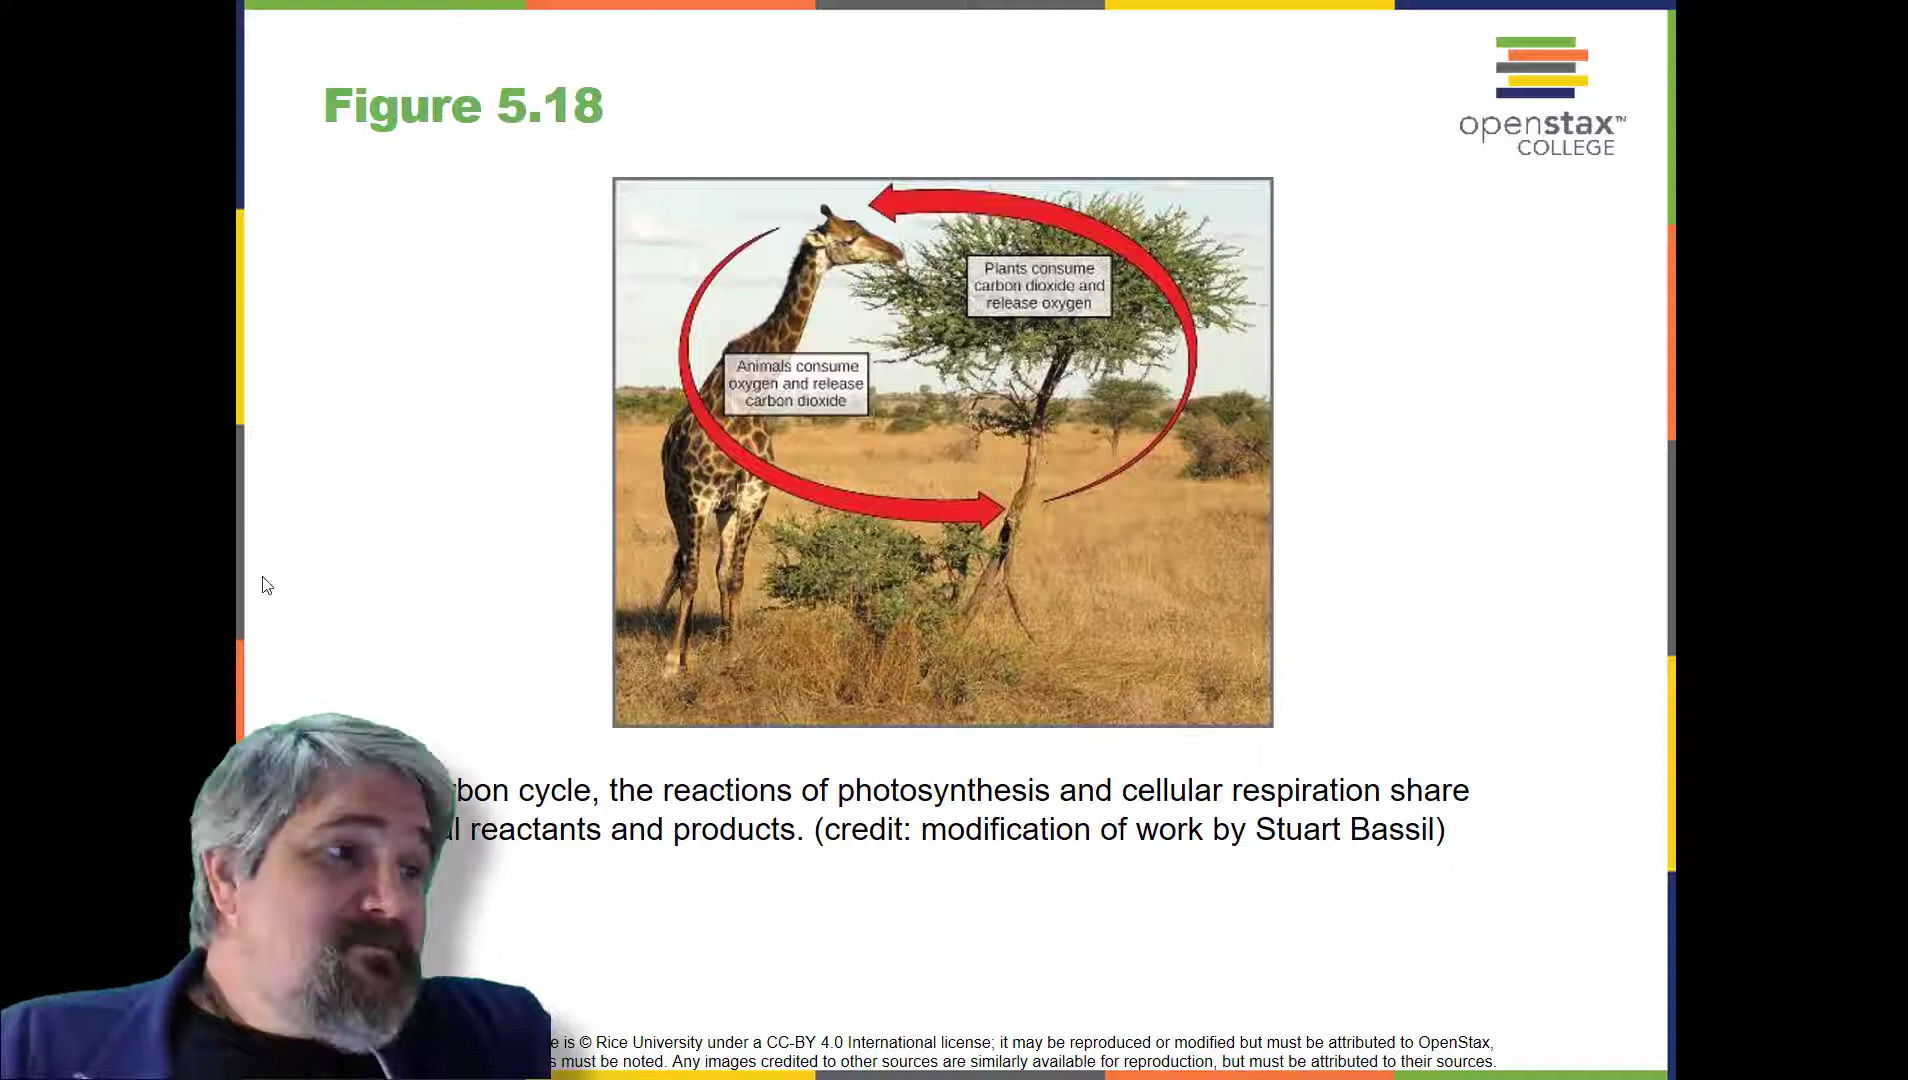 Figure 5.18
openstax™
COLLEGE
Plants consume
carbon dioxide and
release oxygen
Animals consume
oxygen and release
carbon dioxide
cycle, the reactions of photosynthesis and cellular respiration share
reactants and products. (credit: modification of work by Stuart Bassil)
is © Rice University under a CC-BY 4.0 International license; it may be reproduced or modified but must be attributed to OpenStax,
must be noted. Any images credited to other sources are similarly available for reproduction, but must be attributed to their sources.